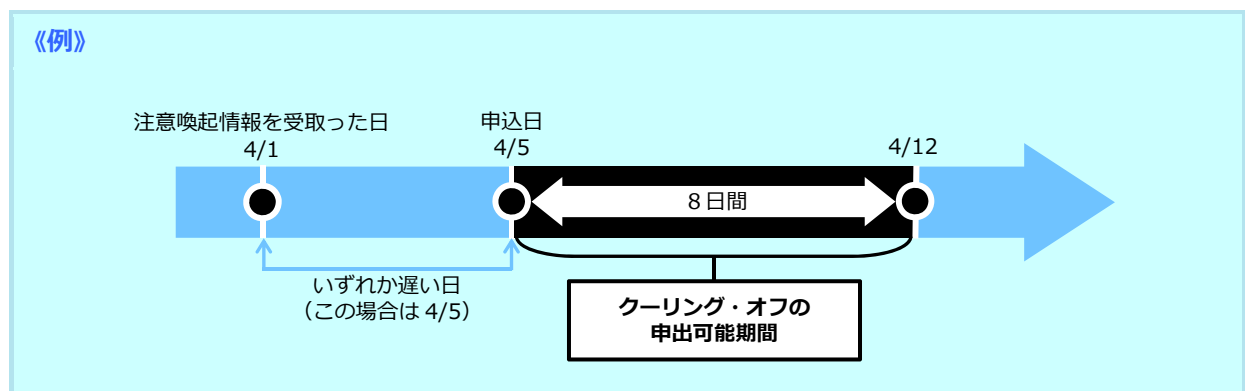 《例》
注意喚起情報を受取った日
4/1
申込日
4/5
4/12
8日間
いずれか遅い日
（この場合は 4/5）
クーリング・オフの
申出可能期間